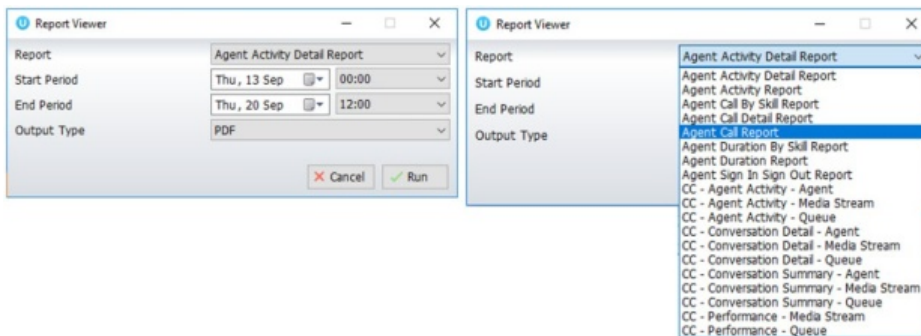 Report Viewer
Report Agent Activity Detail Report
Start Period Thu, 13 Sep 00:00
End Period Thu, 20 Sep 12:00
Output Type PDF
Cancel Run
Report Viewer
Report Agent Activity Detail Report
Start Period
End Period
Output Type
Agent Activity Detail Report
Agent Activity Report
Agent Call By Skill Report
Agent Call Detail Report
Agent Call Report
Agent Duration By Skill Report
Agent Duration Report
Agent Sign In Sign Out Report
CC - Agent Activity - Agent
CC - Agent Activity - Media Stream
CC - Agent Activity - Queue
CC - Conversation Detail - Agent
CC - Conversation Detail - Media Stream
CC - Conversation Detail - Queue
CC - Conversation Summary - Agent
CC - Conversation Summary - Media Stream
CC - Conversation Summary - Queue
CC - Performance - Media Stream
CC - Performance - Queue